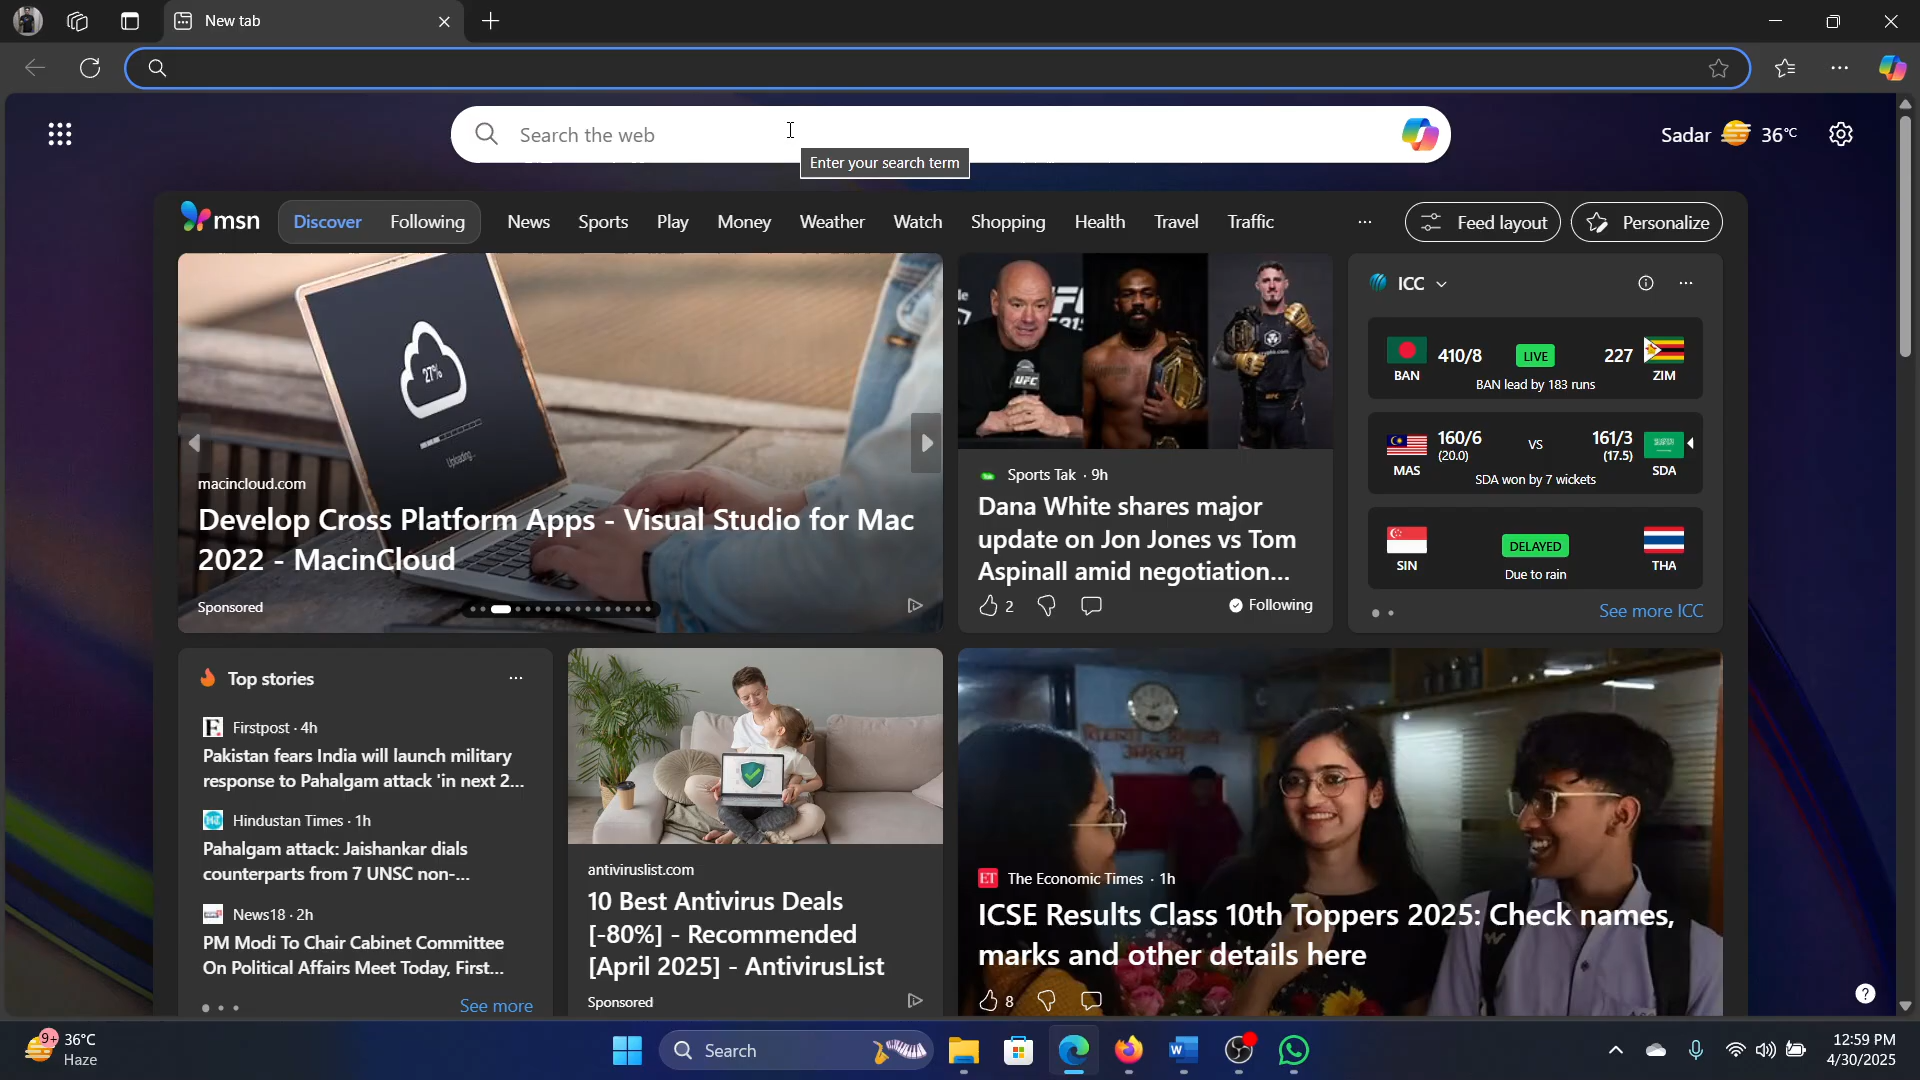 New tab
Search the web
Enter your search term
Sadar 36°C
msn Discover Following News Sports Play Money Weather Watch Shopping Health Travel Traffic ... Feed layout Personalize
27%
Uploading...
macincloud.com
Develop Cross Platform Apps - Visual Studio for Mac
2022 - MacinCloud
Sponsored
UFC
Sports Tak · 9h
Dana White shares major
update on Jon Jones vs Tom
Aspinall amid negotiation...
2
Following
ICC
BAN 410/8 LIVE 227 ZIM
BAN lead by 183 runs
MAS 160/6 (20.0) VS 161/3 (17.5) SDA
SDA won by 7 wickets
SIN DELAYED THA
Due to rain
See more ICC
Top stories
Firstpost · 4h
Pakistan fears India will launch military
response to Pahalgam attack 'in next 2...
Hindustan Times · 1h
Pahalgam attack: Jaishankar dials
counterparts from 7 UNSC non-...
News18 · 2h
PM Modi To Chair Cabinet Committee
On Political Affairs Meet Today, First...
See more
antiviruslist.com
10 Best Antivirus Deals
[-80%] - Recommended
[April 2025] - AntivirusList
Sponsored
ET The Economic Times · 1h
ICSE Results Class 10th Toppers 2025: Check names,
marks and other details here
8
9+
36°C
Haze
Search
12:59 PM
4/30/2025